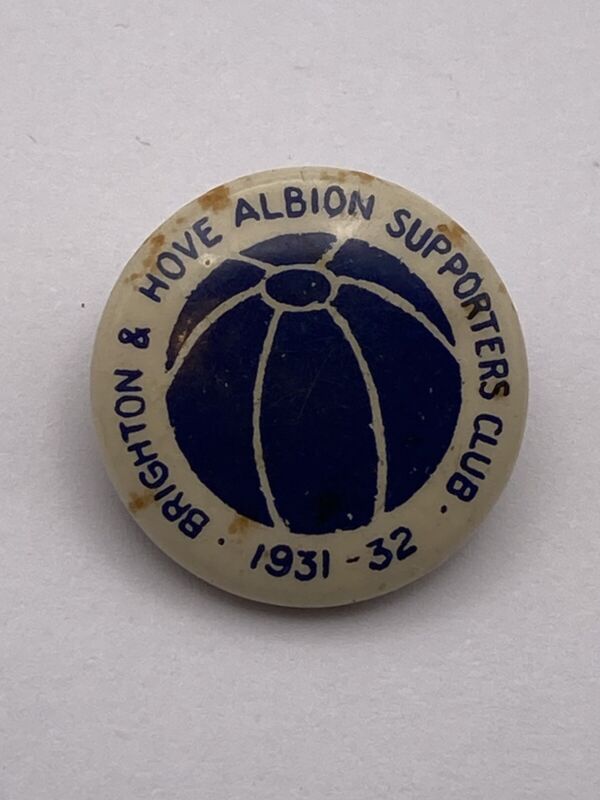 BRIGHTON & HOVE ALBION SUPPORTERS CLUB
· 1931-32 ·